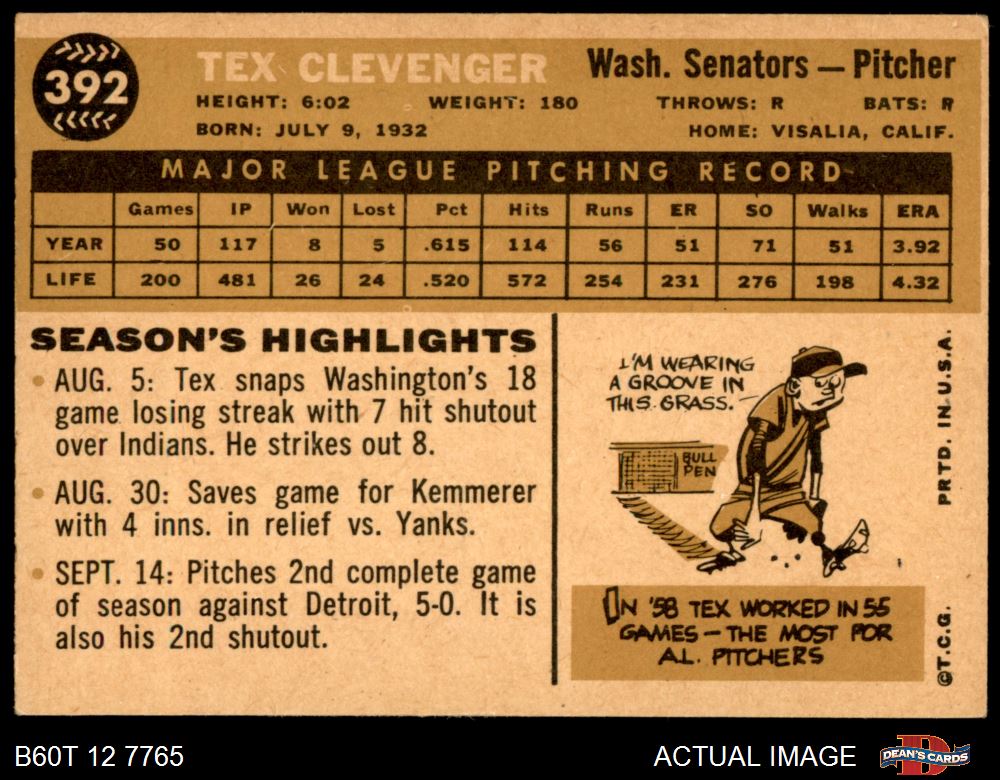 392
TEX CLEVENGER
Wash. Senators — Pitcher
HEIGHT: 6:02 WEIGHT: 180 THROWS: R BATS: R
BORN: JULY 9, 1932 HOME: VISALIA, CALIF.
MAJOR LEAGUE PITCHING RECORD
Games IP Won Lost Pct Hits Runs ER SO Walks ERA
YEAR 50 117 8 5 .615 114 56 51 71 51 3.92
LIFE 200 481 26 24 .520 572 254 231 276 198 4.32
SEASON'S HIGHLIGHTS
• AUG. 5: Tex snaps Washington's 18
game losing streak with 7 hit shutout
over Indians. He strikes out 8.
• AUG. 30: Saves game for Kemmerer
with 4 inns. in relief vs. Yanks.
• SEPT. 14: Pitches 2nd complete game
of season against Detroit, 5-0. It is
also his 2nd shutout.
I'M WEARING
A GROOVE IN
THIS GRASS.
BULL
PEN
IN '58 TEX WORKED IN 55
GAMES — THE MOST FOR
A.L. PITCHERS
©T.C.G. PRTD. IN U.S.A.
B60T 12 7765
ACTUAL IMAGE
D
DEAN'S CARDS